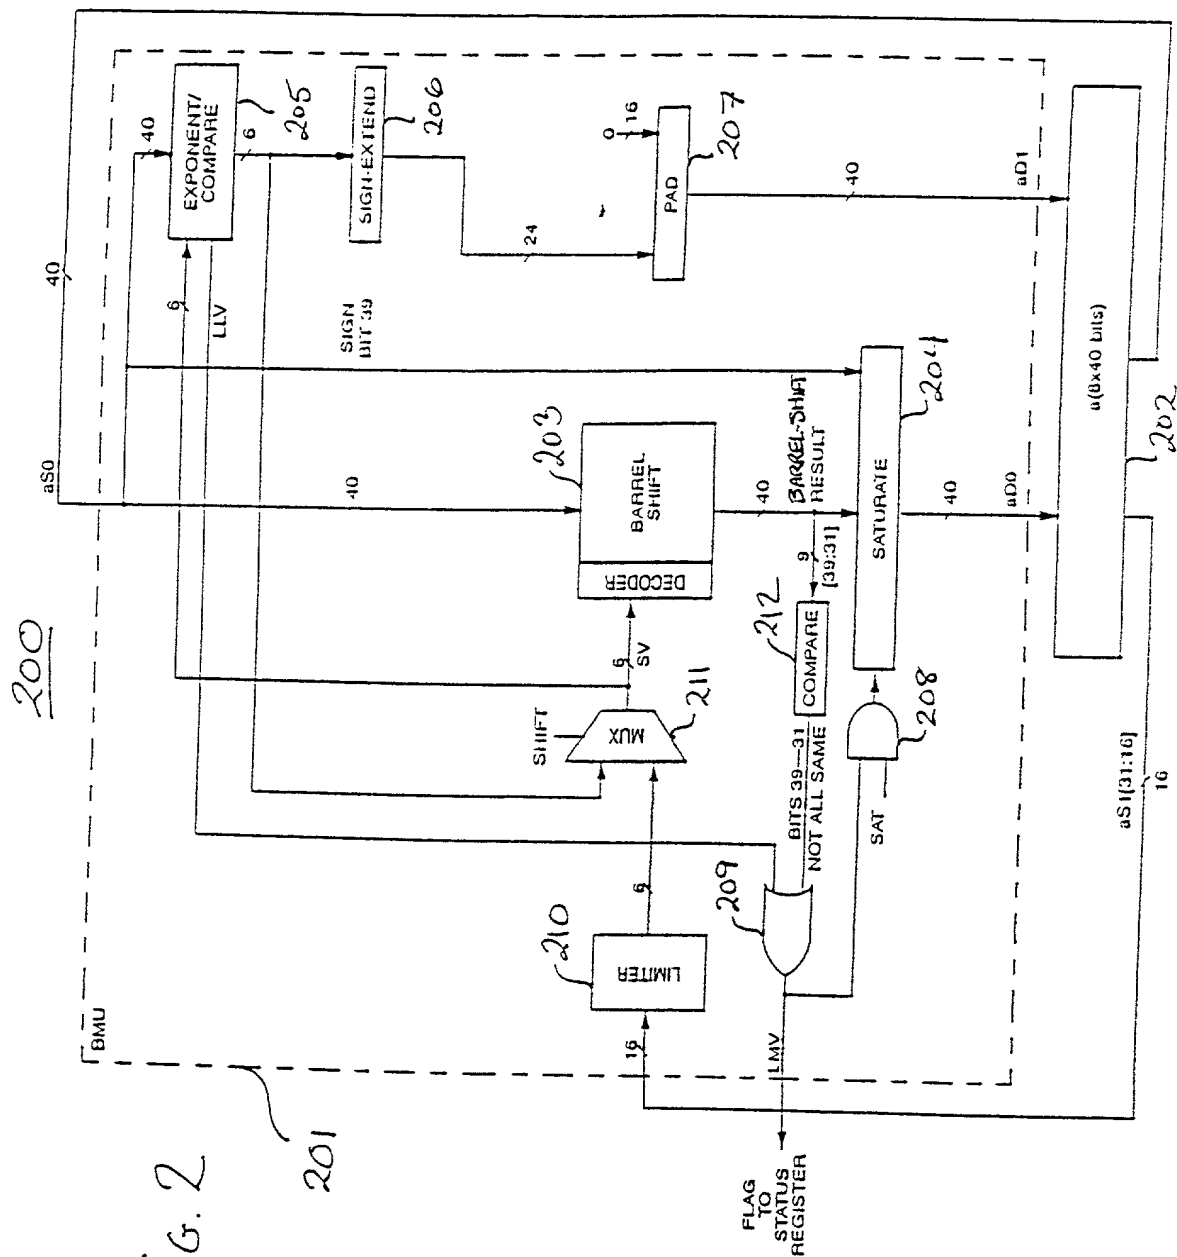 200
aS0
40
BMU
40
EXPONENT/
COMPARE
205
6
6
LLV
SIGN-EXTEND
206
SIGN
BIT 39
24
0
16
PAD
207
40
aD1
40
BARREL
SHIFT
DECODER
203
6
SV
SHIFT
MUX
211
40
BARREL-SHIFT
RESULT
9
[39:31]
COMPARE
212
BITS 39—31
NOT ALL SAME
SATURATE
204
40
aD0
208
SAT
209
LIMITER
210
6
16
LMV
FLAG
TO
STATUS
REGISTER
a(8x40 bits)
202
aS1[31:16]
16
201
G. 2